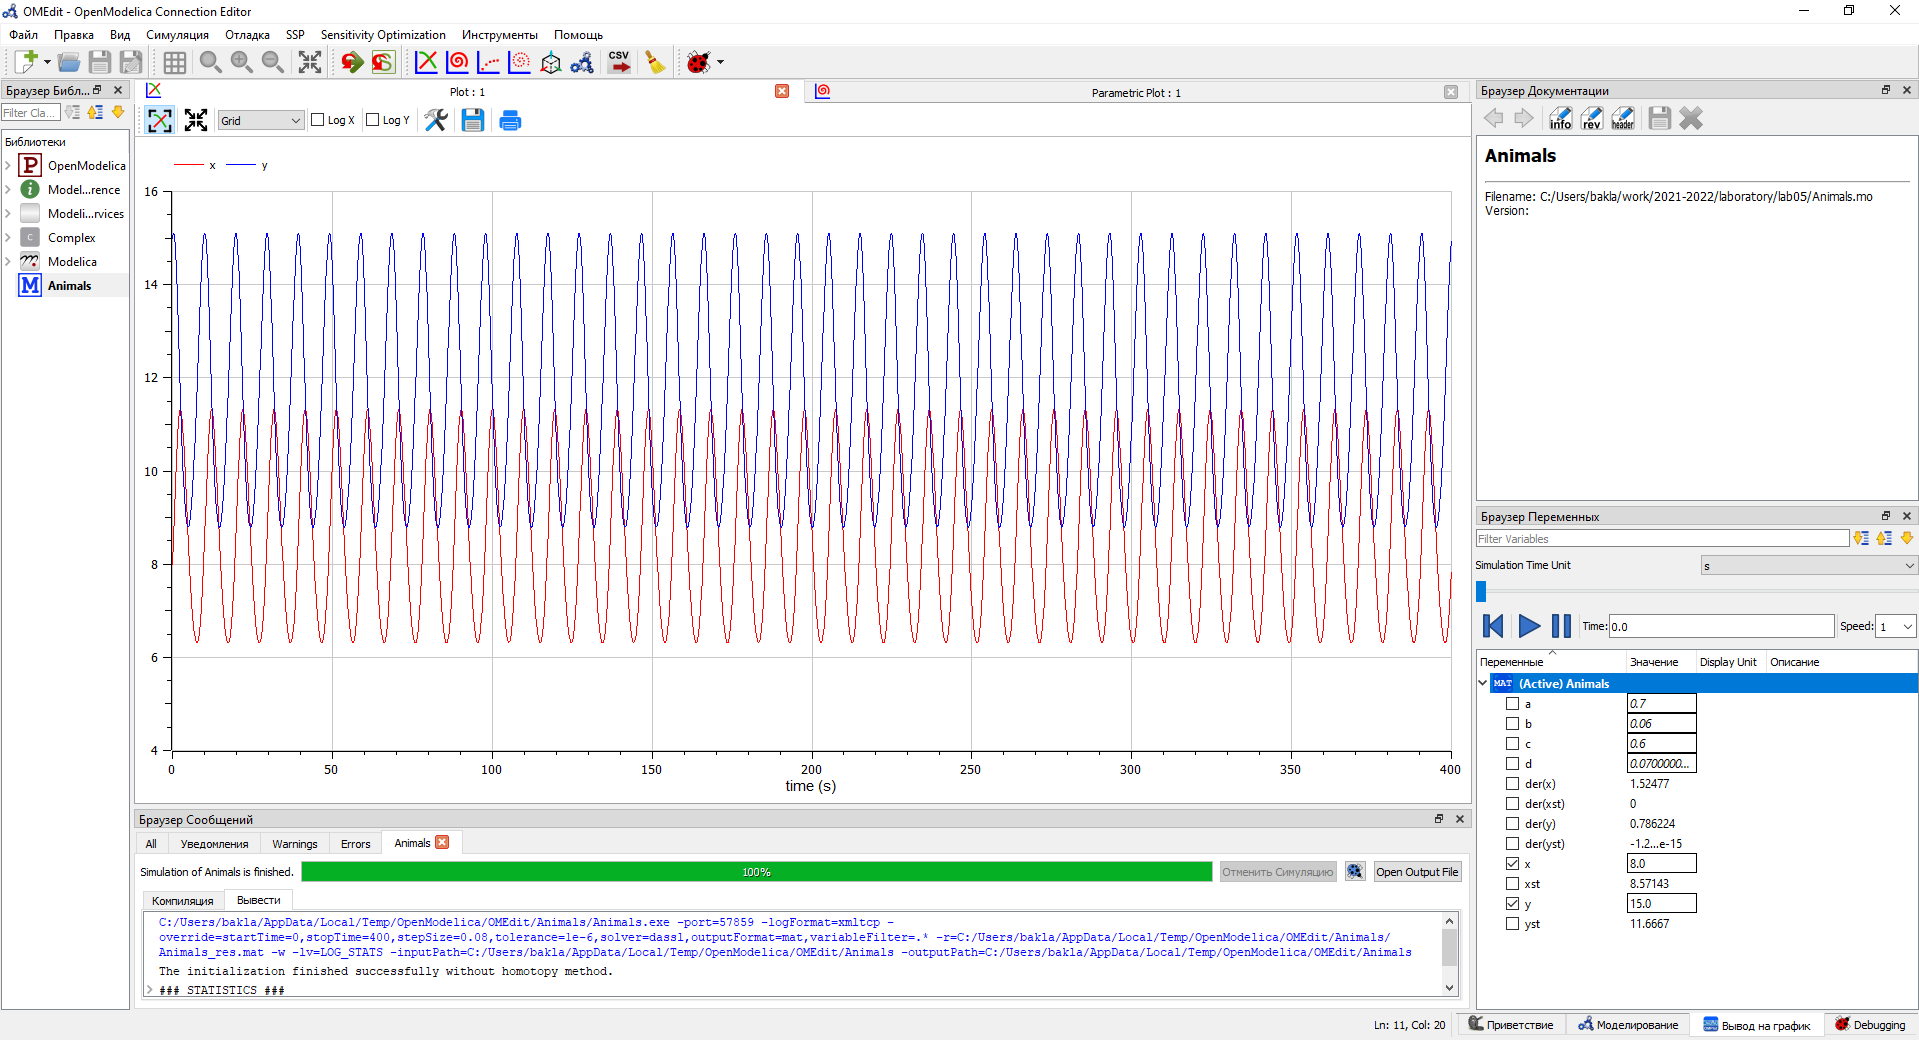 OMEdit - OpenModelica Connection Editor
Файл Правка Вид Симуляция Отладка SSP Sensitivity Optimization Инструменты Помощь
CSV
Браузер Библ...
Filter Cla...
Библиотеки
P OpenModelica
i Model...rence
Modeli...rvices
C Complex
Modelica
M Animals
Plot : 1
Parametric Plot : 1
Grid Log X Log Y
x y
16
14
12
10
8
6
4
0 50 100 150 200 250 300 350 400
time (s)
Браузер Сообщений
All Уведомления Warnings Errors Animals
Simulation of Animals is finished. 100% Отменить Симуляцию Open Output File
Компиляция Вывести
C:/Users/bakla/AppData/Local/Temp/OpenModelica/OMEdit/Animals/Animals.exe -port=57859 -logFormat=xmltcp -
override=startTime=0,stopTime=400,stepSize=0.08,tolerance=1e-6,solver=dassl,outputFormat=mat,variableFilter=.* -r=C:/Users/bakla/AppData/Local/Temp/OpenModelica/OMEdit/Animals/
Animals_res.mat -w -lv=LOG_STATS -inputPath=C:/Users/bakla/AppData/Local/Temp/OpenModelica/OMEdit/Animals -outputPath=C:/Users/bakla/AppData/Local/Temp/OpenModelica/OMEdit/Animals
The initialization finished successfully without homotopy method.
### STATISTICS ###
Браузер Документации
info rev header
Animals
Filename: C:/Users/bakla/work/2021-2022/laboratory/lab05/Animals.mo
Version:
Браузер Переменных
Filter Variables
Simulation Time Unit s
Time: 0.0 Speed: 1
Переменные Значение Display Unit Описание
MAT (Active) Animals
a 0.7
b 0.06
c 0.6
d 0.0700000...
der(x) 1.52477
der(xst) 0
der(y) 0.786224
der(yst) -1.2...e-15
x 8.0
xst 8.57143
y 15.0
yst 11.6667
Ln: 11, Col: 20 Приветствие Моделирование Вывод на график Debugging